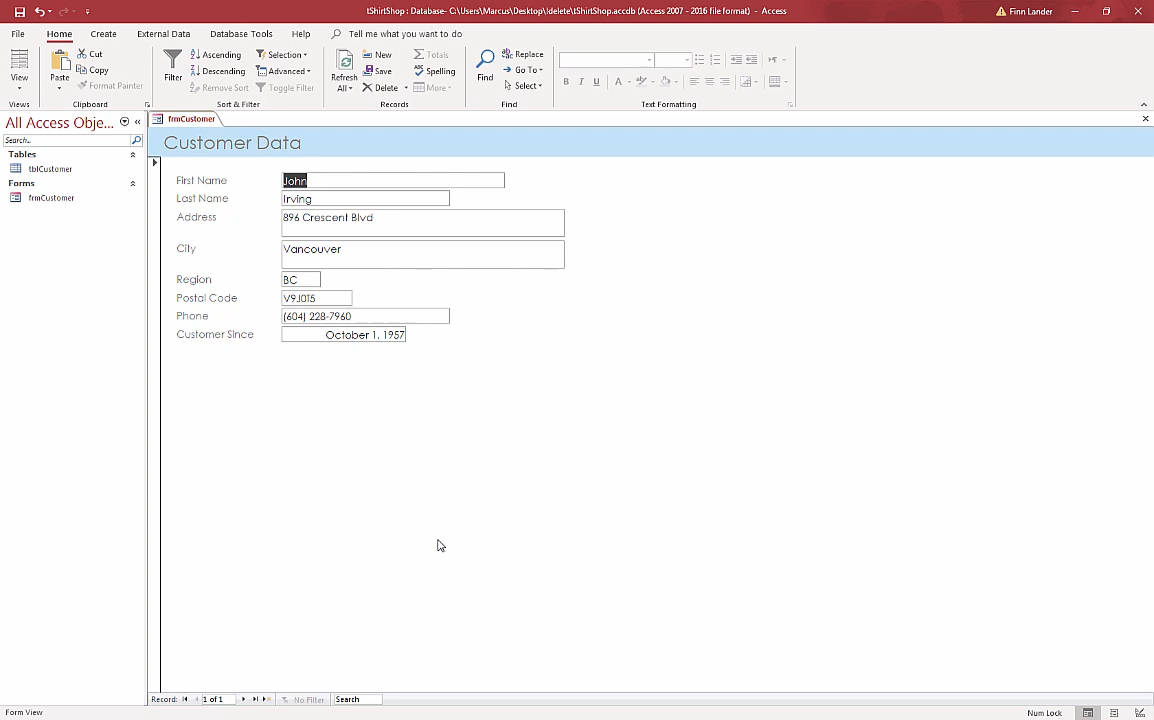 tShirtShop : Database- C:\Users\Marcus\Desktop\!delete\tShirtShop.accdb (Access 2007 - 2016 file format) - Access
Finn Lander
File Home Create External Data Database Tools Help Tell me what you want to do
View
Views
Paste
Cut
Copy
Format Painter
Clipboard
Filter
Ascending
Descending
Remove Sort
Selection
Advanced
Toggle Filter
Sort & Filter
Refresh
All
New
Save
Delete
Totals
Spelling
More
Records
Find
Replace
Go To
Select
Find
B I U A
Text Formatting
All Access Obje...
Search..
Tables
tblCustomer
Forms
frmCustomer
frmCustomer
Customer Data
First Name John
Last Name Irving
Address 896 Crescent Blvd
City Vancouver
Region BC
Postal Code V9J0T5
Phone (604) 228-7960
Customer Since October 1, 1957
Record: 1 of 1 No Filter Search
Form View
Num Lock